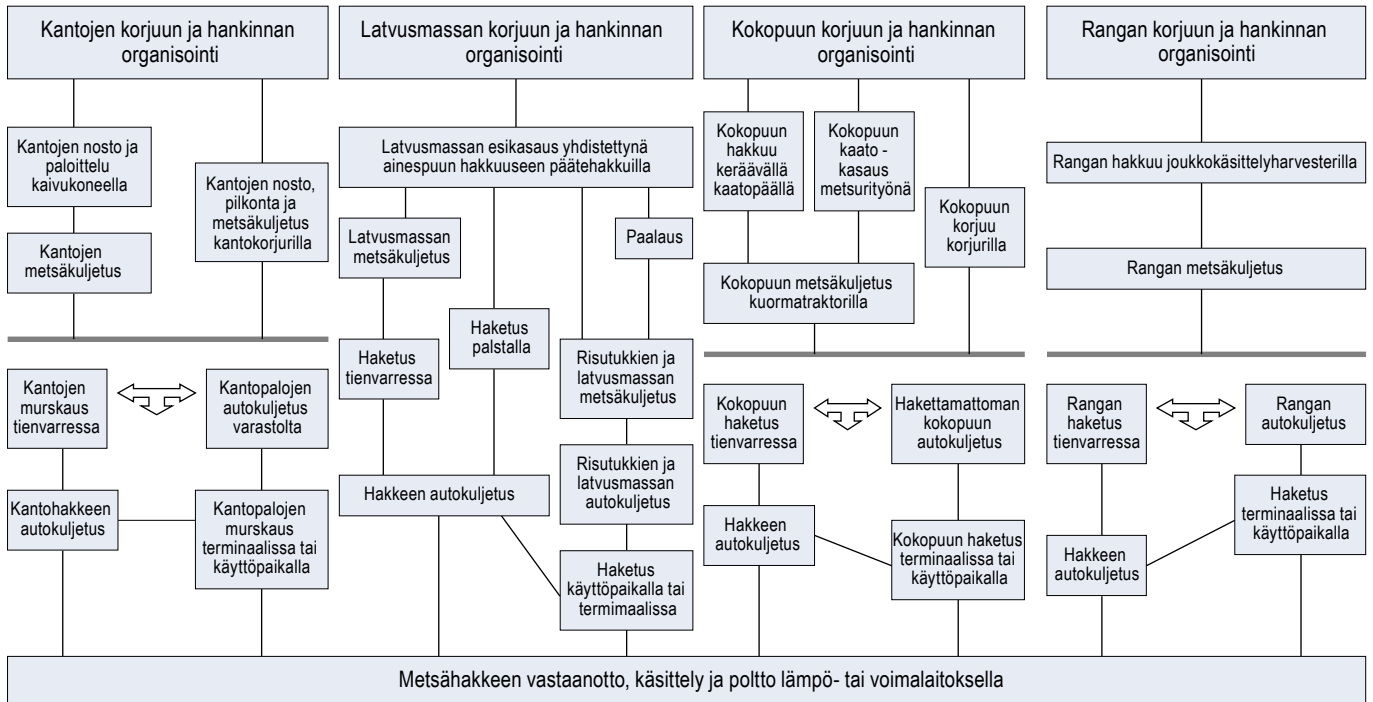 Kantojen korjuun ja hankinnan
organisointi
Kantojen nosto ja
paloittelu
kaivukoneella
Kantojen
metsäkuljetus
Kantojen nosto,
pilkonta ja
metsäkuljetus
kantokorjurilla
Kantojen
murskaus
tienvarressa
Kantopalojen
autokuljetus
varastolta
Kantohakkeen
autokuljetus
Kantopalojen
murskaus
terminaalissa tai
käyttöpaikalla
Latvusmassan korjuun ja hankinnan
organisointi
Latvusmassan esikasaus yhdistettynä
ainespuun hakkuuseen päätehakkuilla
Latvusmassan
metsäkuljetus
Paalaus
Haketus
palstalla
Haketus
tienvarressa
Risutukkien ja
latvusmassan
metsäkuljetus
Risutukkien ja
latvusmassan
autokuljetus
Hakkeen autokuljetus
Haketus
käyttöpaikalla tai
termimaalissa
Kokopuun korjuun ja hankinnan
organisointi
Kokopuun
hakkuu
keräävällä
kaatopäällä
Kokopuun
kaato -
kasaus
metsurityönä
Kokopuun
korjuu
korjurilla
Kokopuun metsäkuljetus
kuormatraktorilla
Kokopuun
haketus
tienvarressa
Hakettamattoman
kokopuun
autokuljetus
Hakkeen
autokuljetus
Kokopuun haketus
terminaalissa tai
käyttöpaikalla
Rangan korjuun ja hankinnan
organisointi
Rangan hakkuu joukkokäsittelyharvesterilla
Rangan metsäkuljetus
Rangan
haketus
tienvarressa
Rangan
autokuljetus
Haketus
terminaalissa tai
käyttöpaikalla
Hakkeen
autokuljetus
Metsähakkeen vastaanotto, käsittely ja poltto lämpö- tai voimalaitoksella